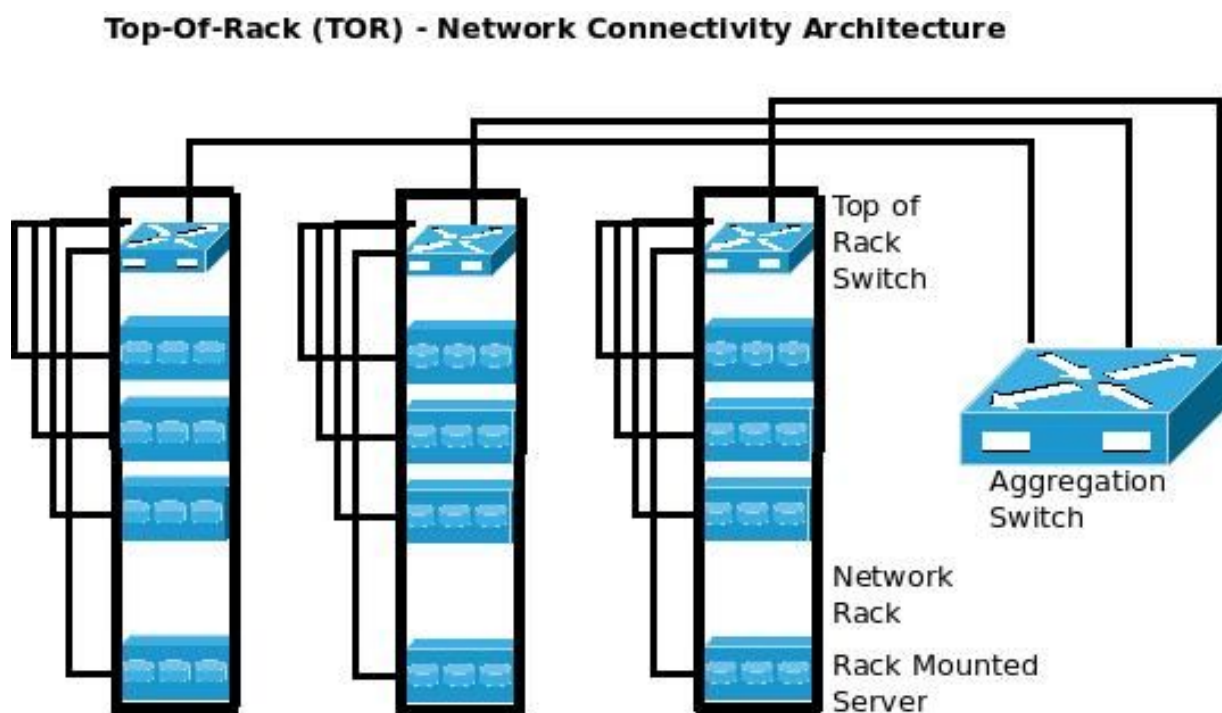 Top-Of-Rack (TOR) - Network Connectivity Architecture
Top of
Rack
Switch
Aggregation
Switch
Network
Rack
Rack Mounted
Server